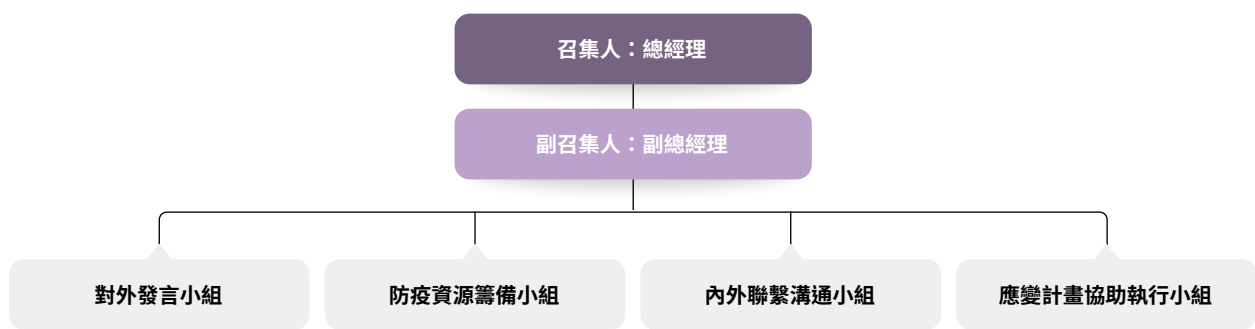 召集人：總經理
副召集人：副總經理
對外發言小組
防疫資源籌備小組
內外聯繫溝通小組
應變計畫協助執行小組